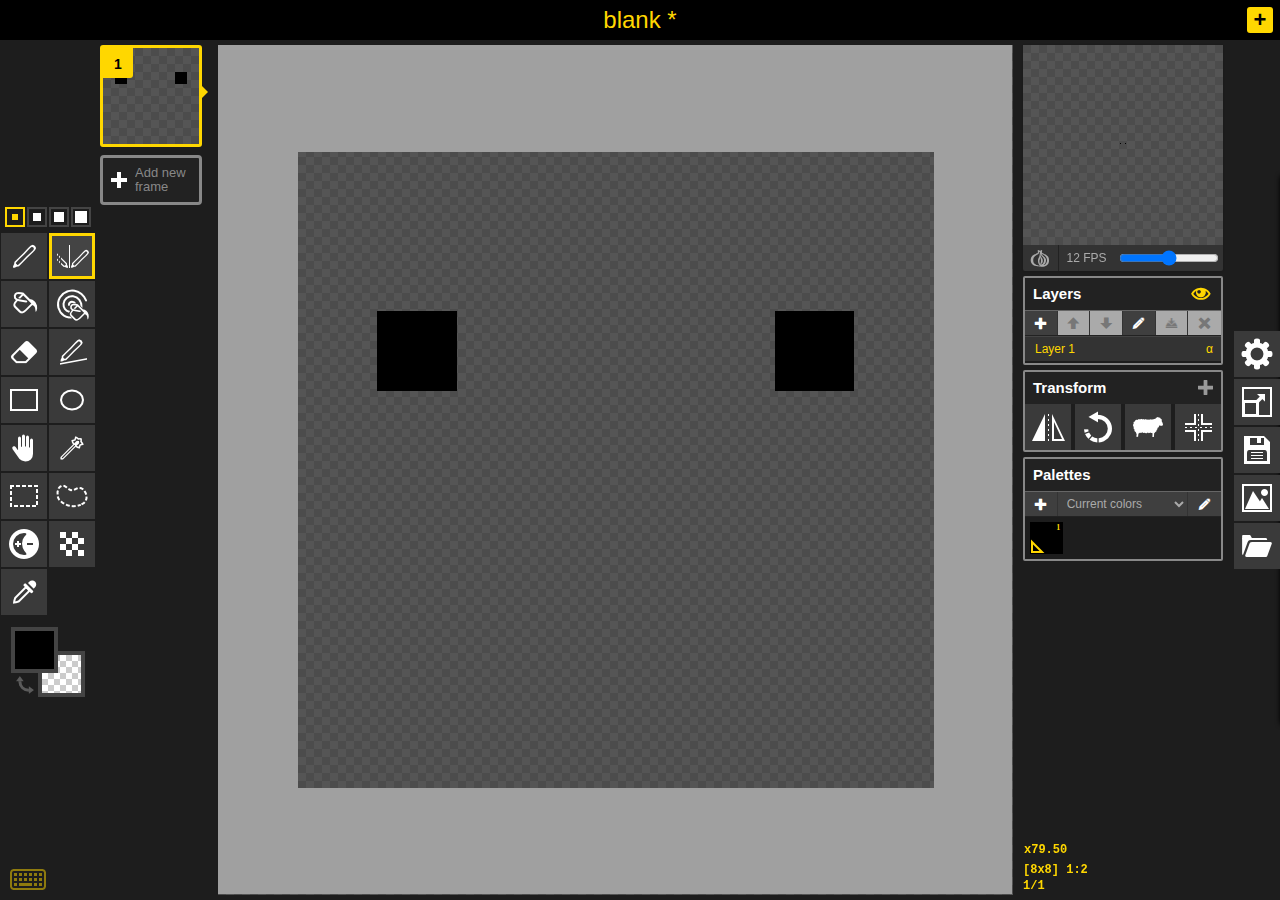 blank *
+
1
Add new
frame
12 FPS
Layers
Layer 1
α
Transform
Palettes
Current colors
1
x79.50
[8x8] 1:2
1/1